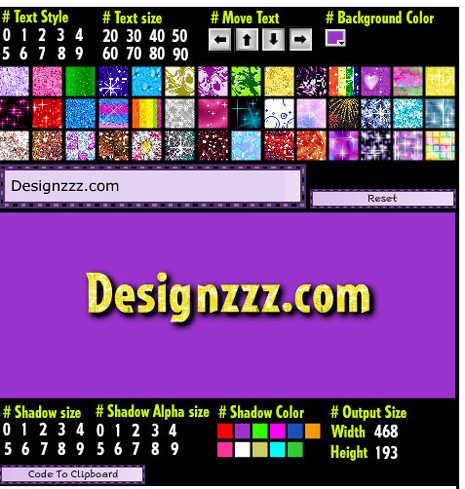 # Text Style # Text size # Move Text # Background Color
0 1 2 3 4 20 30 40 50
5 6 7 8 9 60 70 80 90
Designzzz.com
Reset
Designzzz.com
# Shadow size # Shadow Alpha size # Shadow Color # Output Size
0 1 2 3 4 0 1 2 3 4 Width 468
5 6 7 8 9 5 6 7 8 9 Height 193
Code To Clipboard